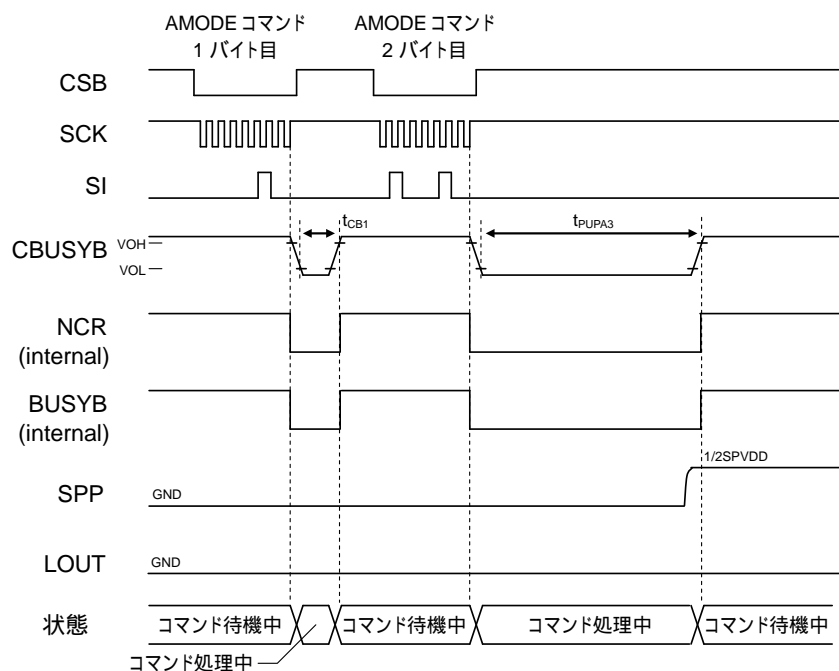 AMODE コマンド AMODE コマンド
1 バイト目 2 バイト目
CSB
SCK
SI
tCB1 tPUPA3
CBUSYB VOH
VOL
NCR
(internal)
BUSYB
(internal)
1/2SPVDD
SPP GND
LOUT GND
状態 コマンド待機中 コマンド待機中 コマンド処理中 コマンド待機中
コマンド処理中